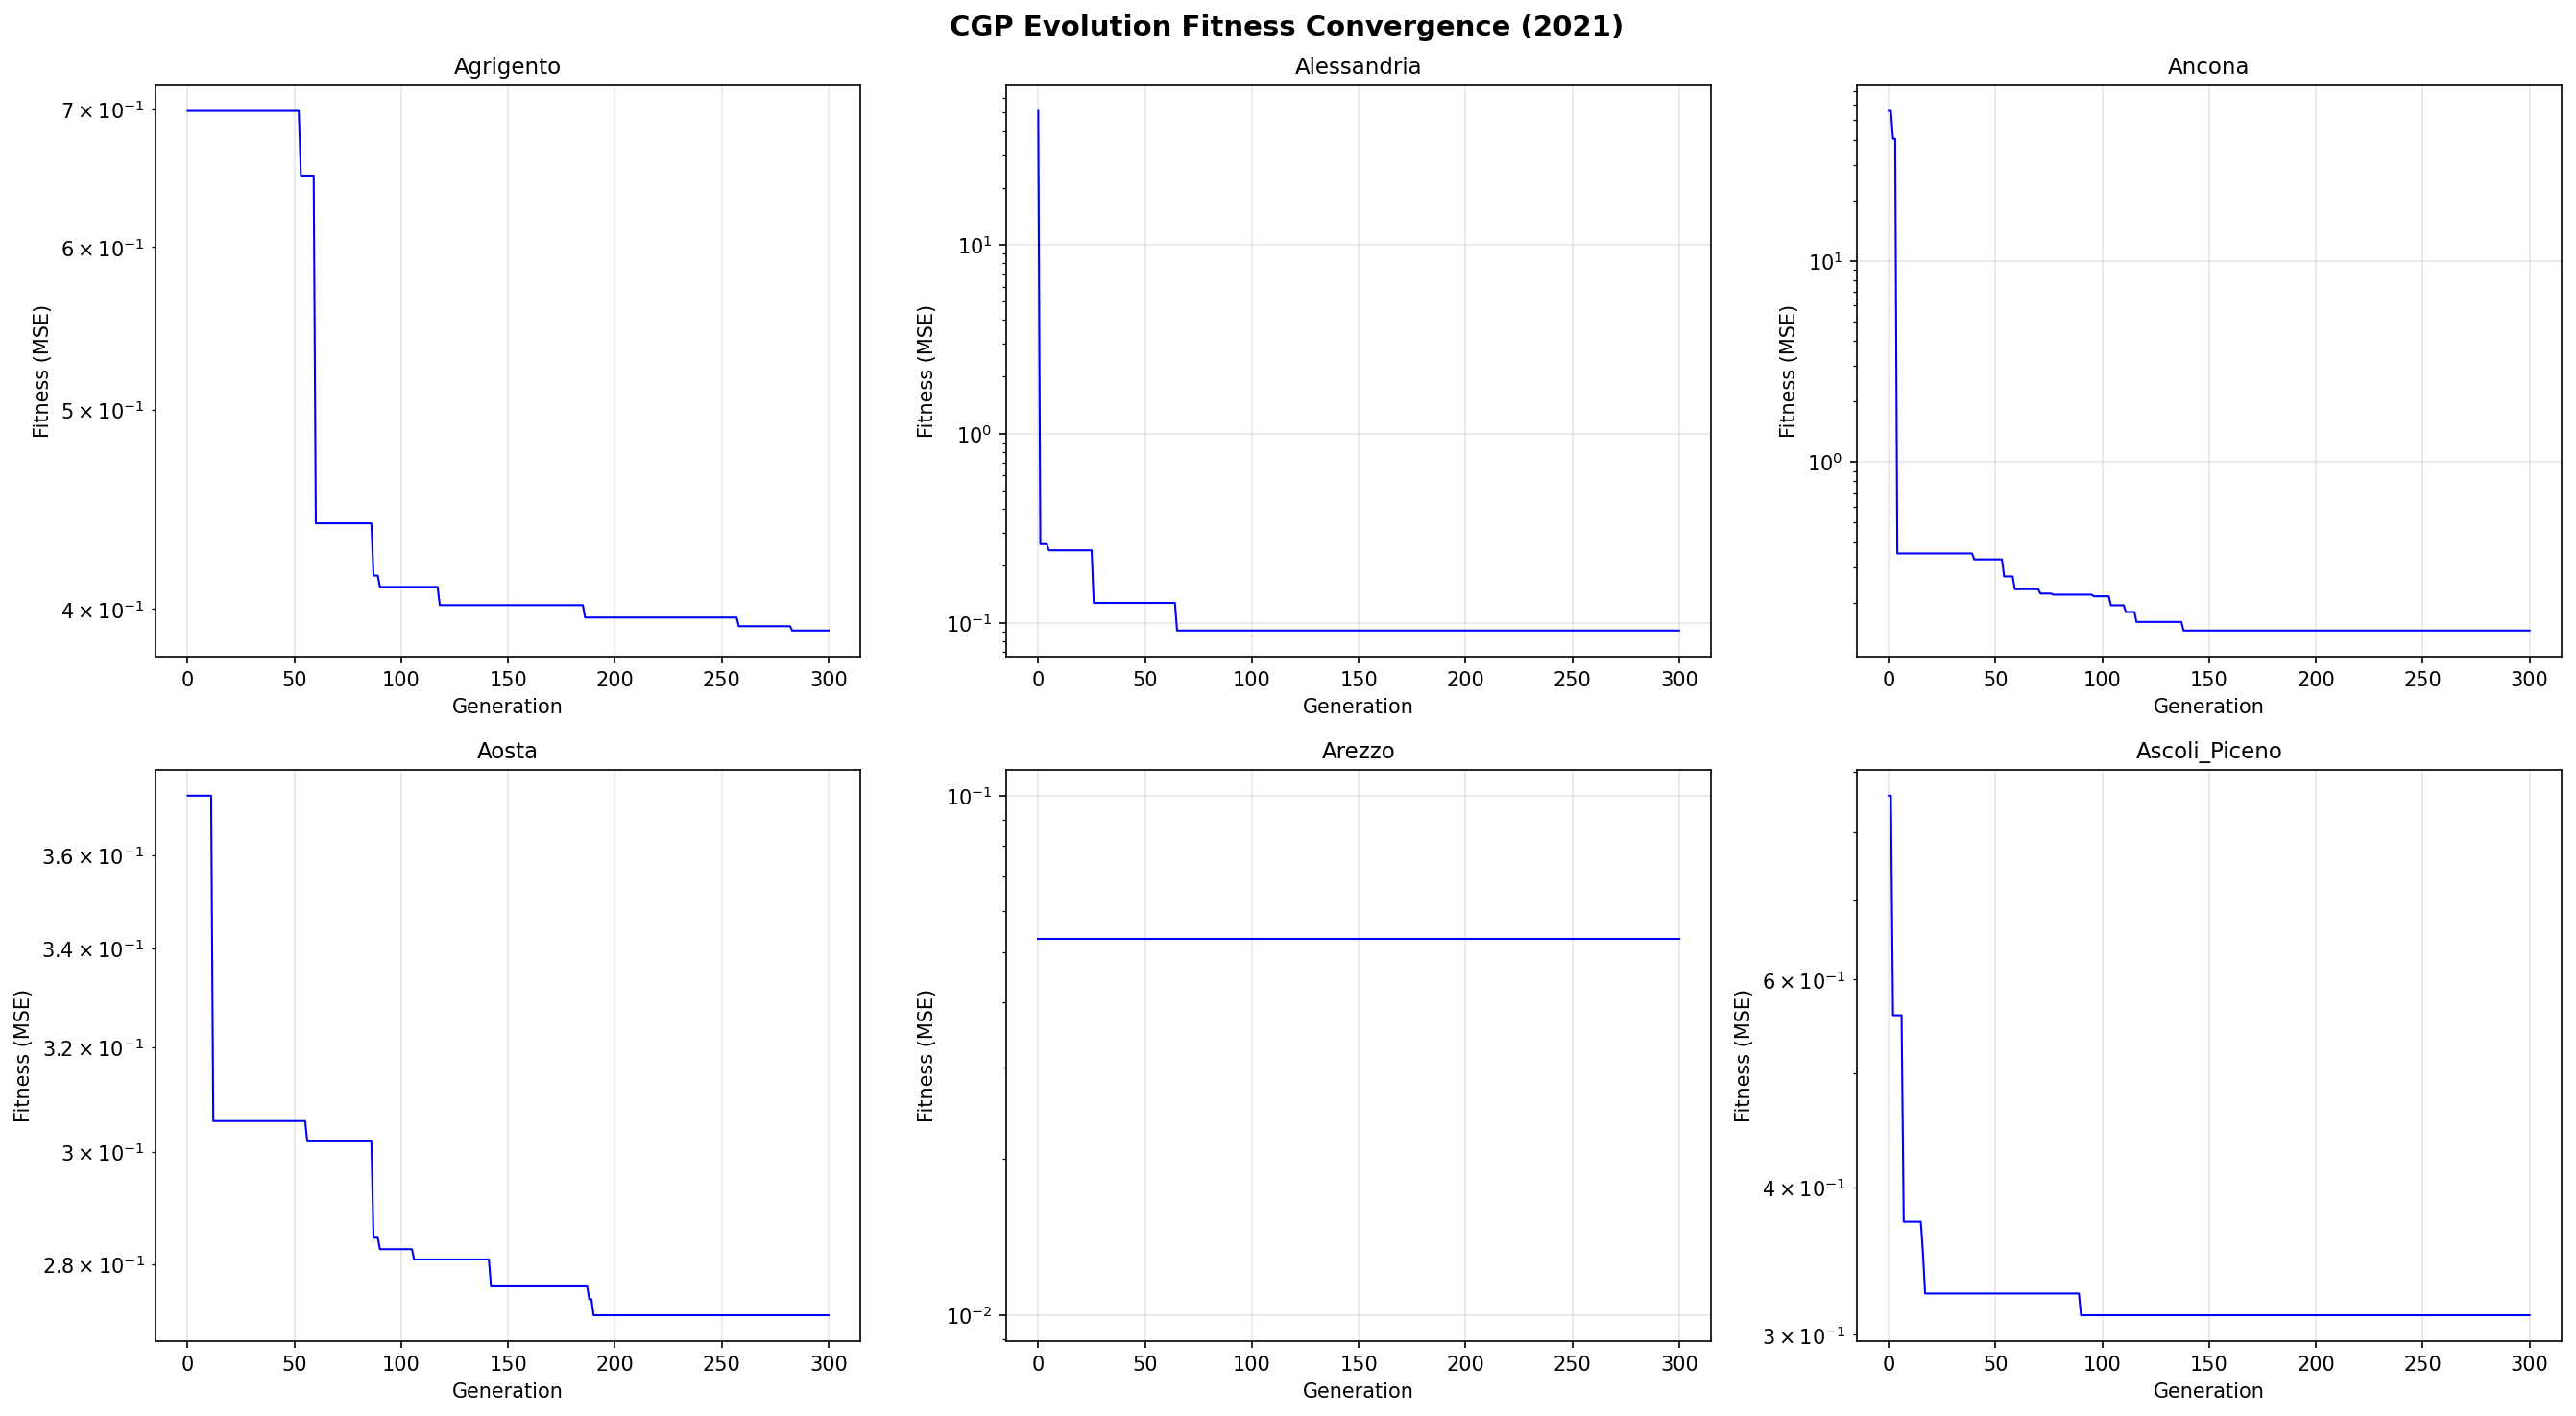 CGP Evolution Fitness Convergence (2021)
Agrigento
7 × 10⁻¹
6 × 10⁻¹
5 × 10⁻¹
4 × 10⁻¹
Fitness (MSE)
0 50 100 150 200 250 300
Generation
Alessandria
10¹
10⁰
10⁻¹
Fitness (MSE)
0 50 100 150 200 250 300
Generation
Ancona
10¹
10⁰
Fitness (MSE)
0 50 100 150 200 250 300
Generation
Aosta
3.6 × 10⁻¹
3.4 × 10⁻¹
3.2 × 10⁻¹
3 × 10⁻¹
2.8 × 10⁻¹
Fitness (MSE)
0 50 100 150 200 250 300
Generation
Arezzo
10⁻¹
10⁻²
Fitness (MSE)
0 50 100 150 200 250 300
Generation
Ascoli_Piceno
6 × 10⁻¹
4 × 10⁻¹
3 × 10⁻¹
Fitness (MSE)
0 50 100 150 200 250 300
Generation